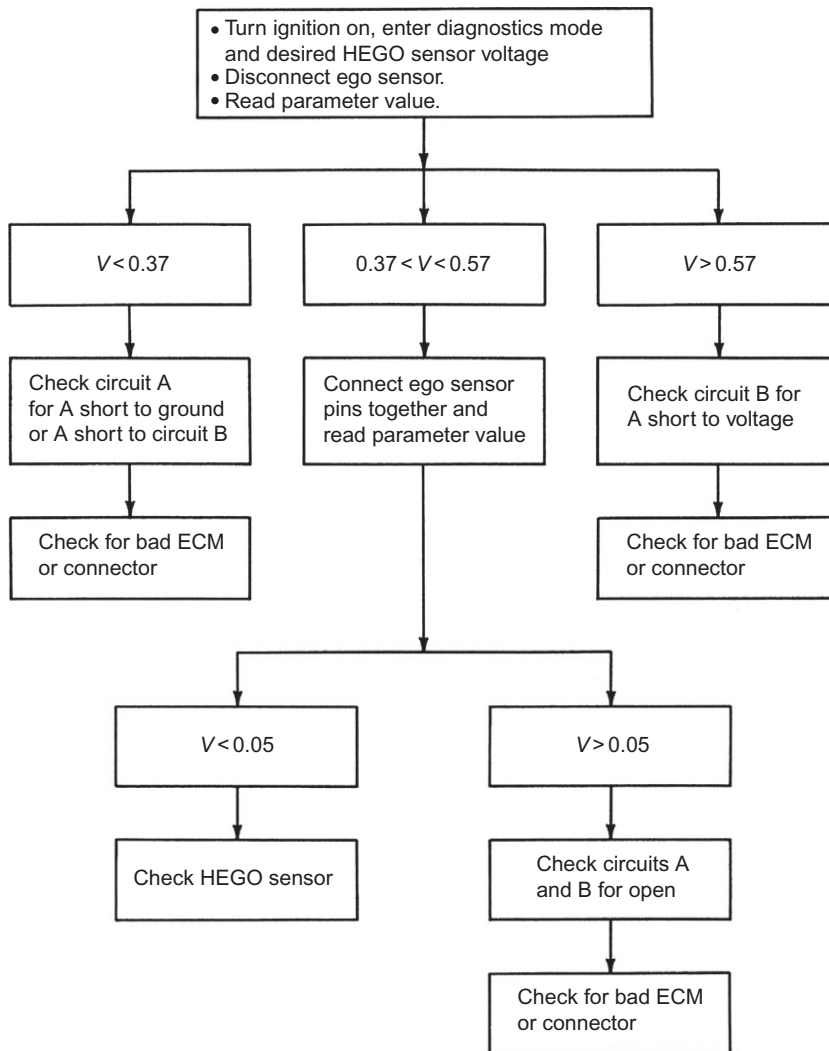 • Turn ignition on, enter diagnostics mode
and desired HEGO sensor voltage
• Disconnect ego sensor.
• Read parameter value.
V < 0.37
0.37 < V < 0.57
V > 0.57
Check circuit A
for A short to ground
or A short to circuit B
Connect ego sensor
pins together and
read parameter value
Check circuit B for
A short to voltage
Check for bad ECM
or connector
Check for bad ECM
or connector
V < 0.05
V > 0.05
Check HEGO sensor
Check circuits A
and B for open
Check for bad ECM
or connector